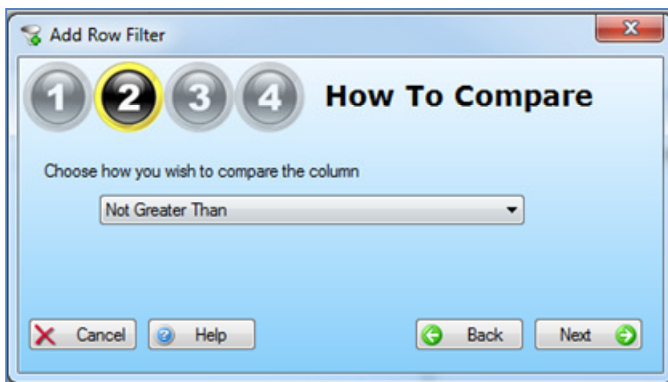 Add Row Filter
1 2 3 4 How To Compare
Choose how you wish to compare the column
Not Greater Than
Cancel Help Back Next